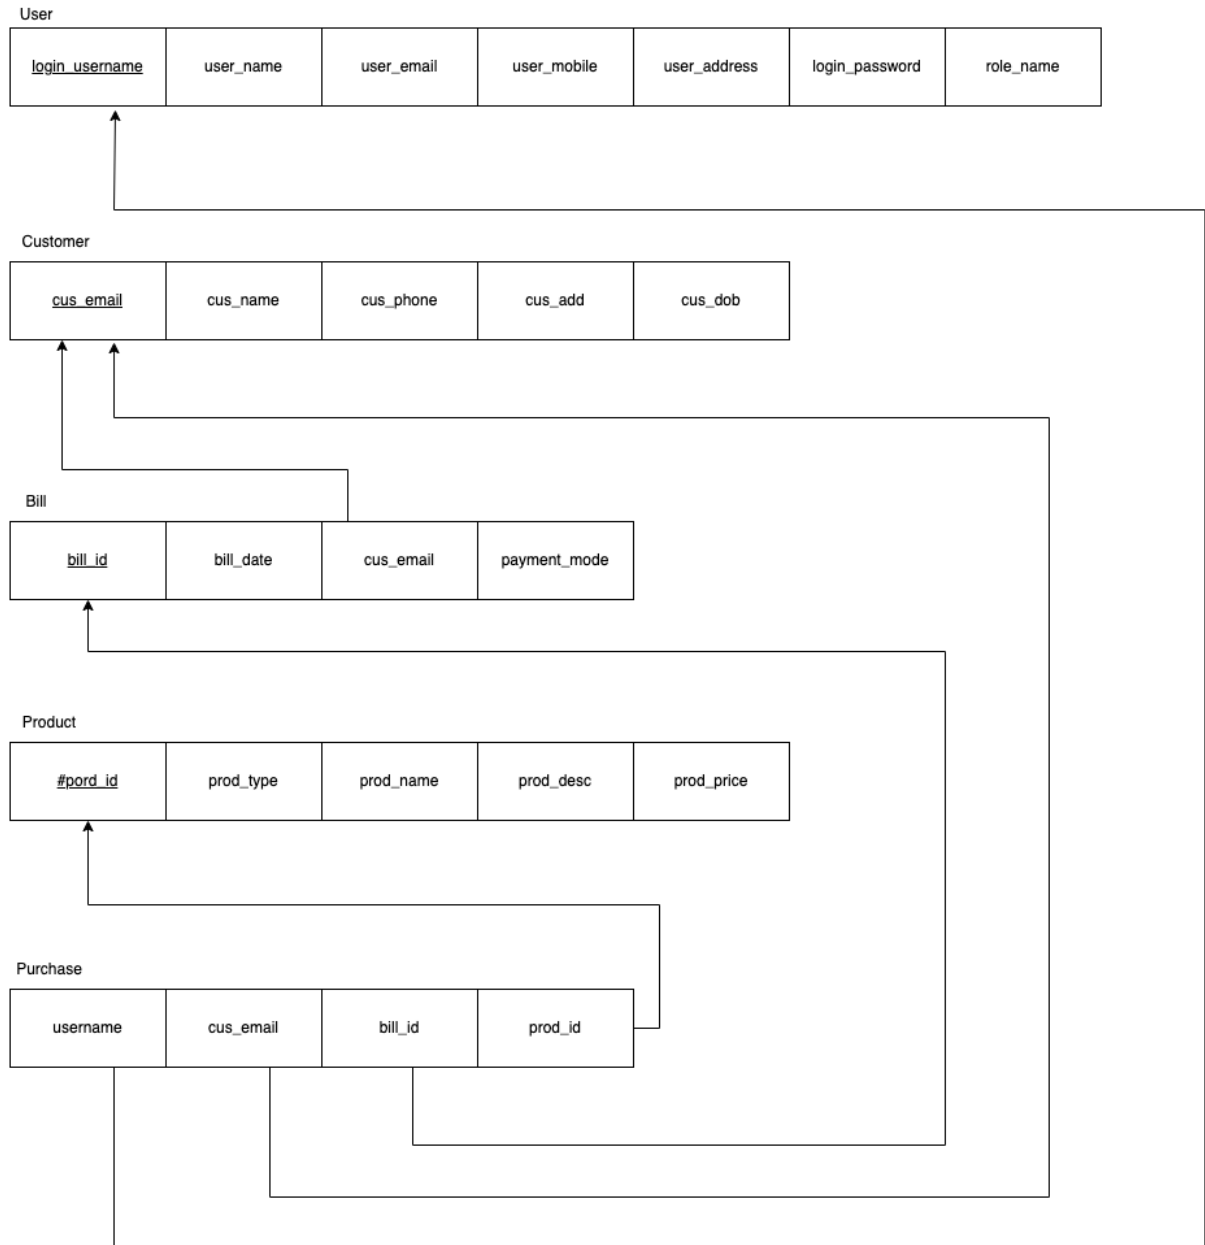 User
login_username user_name user_email user_mobile user_address login_password role_name
Customer
cus_email cus_name cus_phone cus_add cus_dob
Bill
bill_id bill_date cus_email payment_mode
Product
#pord_id prod_type prod_name prod_desc prod_price
Purchase
username cus_email bill_id prod_id